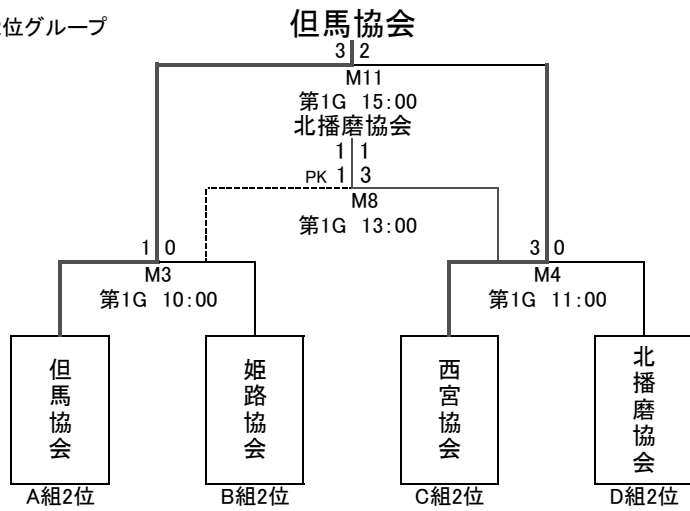 位グループ
但馬協会
3 2
M11
第1G 15:00
北播磨協会
1 1
PK 1 3
M8
第1G 13:00
1 0
M3
第1G 10:00
3 0
M4
第1G 11:00
但馬協会
姫路協会
西宮協会
北播磨協会
A組2位
B組2位
C組2位
D組2位